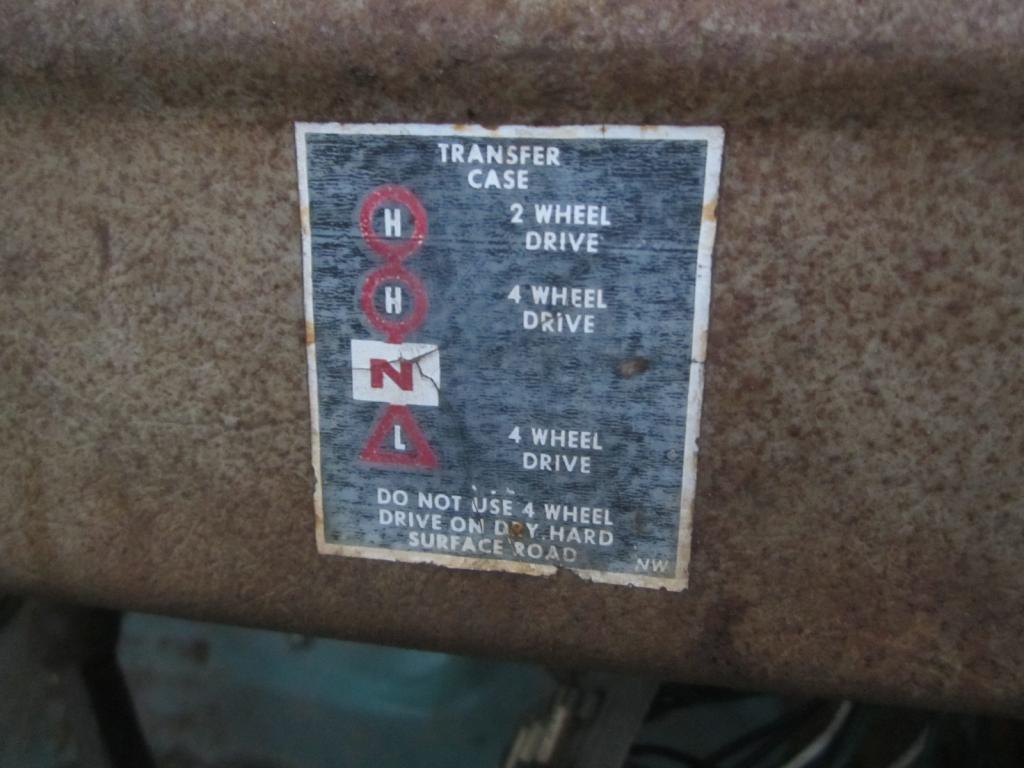 TRANSFER
CASE
H 2 WHEEL
DRIVE
H 4 WHEEL
DRIVE
N
L 4 WHEEL
DRIVE
DO NOT USE 4 WHEEL
DRIVE ON DRY HARD
SURFACE ROAD
NW